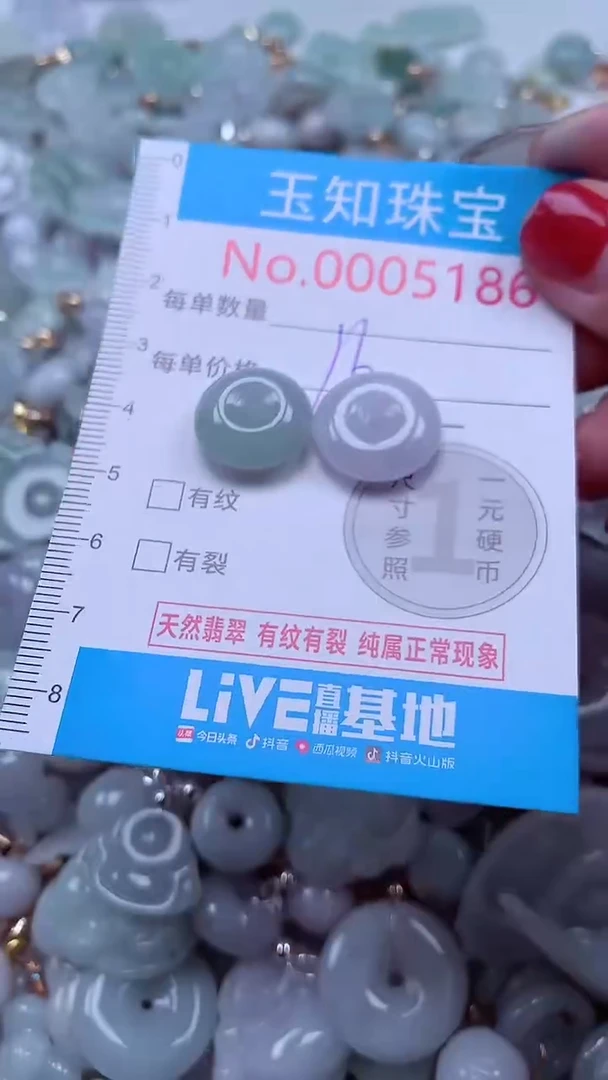 玉知珠宝
No.0005186
每单数量
每单价格
有纹
有裂
尺寸参照
1
一元硬币
天然翡翠 有纹有裂 纯属正常现象
LiVE直播基地
今日头条 抖音 西瓜视频 抖音火山版
0
1
2
3
4
5
6
7
8